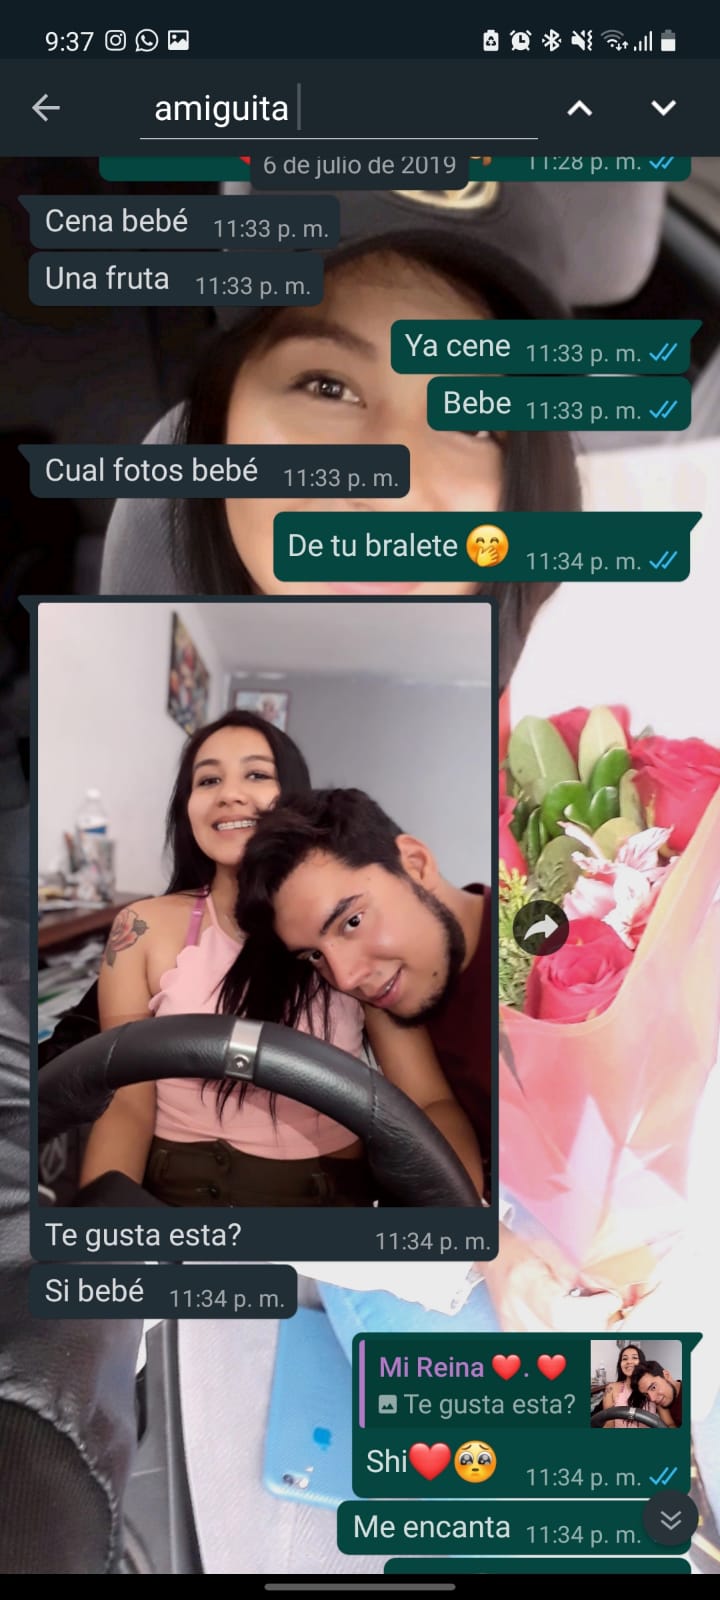 9:37
amiguita
6 de julio de 2019
11:28 p. m.
Cena bebé 11:33 p. m.
Una fruta 11:33 p. m.
Ya cene 11:33 p. m.
Bebe 11:33 p. m.
Cual fotos bebé 11:33 p. m.
De tu bralete 🤭 11:34 p. m.
Te gusta esta? 11:34 p. m.
Si bebé 11:34 p. m.
Mi Reina ❤️. ❤️
Te gusta esta?
Shi❤️🥺 11:34 p. m.
Me encanta 11:34 p. m.